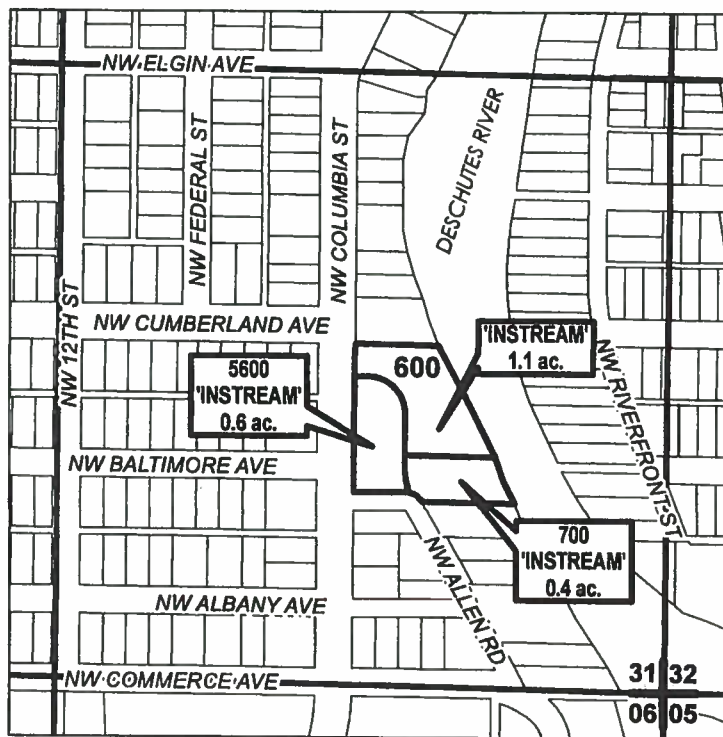 NW ELGIN AVE
NW FEDERAL ST
NW COLUMBIA ST
DESCHUTES RIVER
NW 12TH ST
NW CUMBERLAND AVE
'INSTREAM'
1.1 ac.
600
5600
'INSTREAM'
0.6 ac.
NW RIVERFRONT ST
NW BALTIMORE AVE
700
'INSTREAM'
0.4 ac.
NW ALLEN RD
NW ALBANY AVE
NW COMMERCE AVE
31 32
06 05